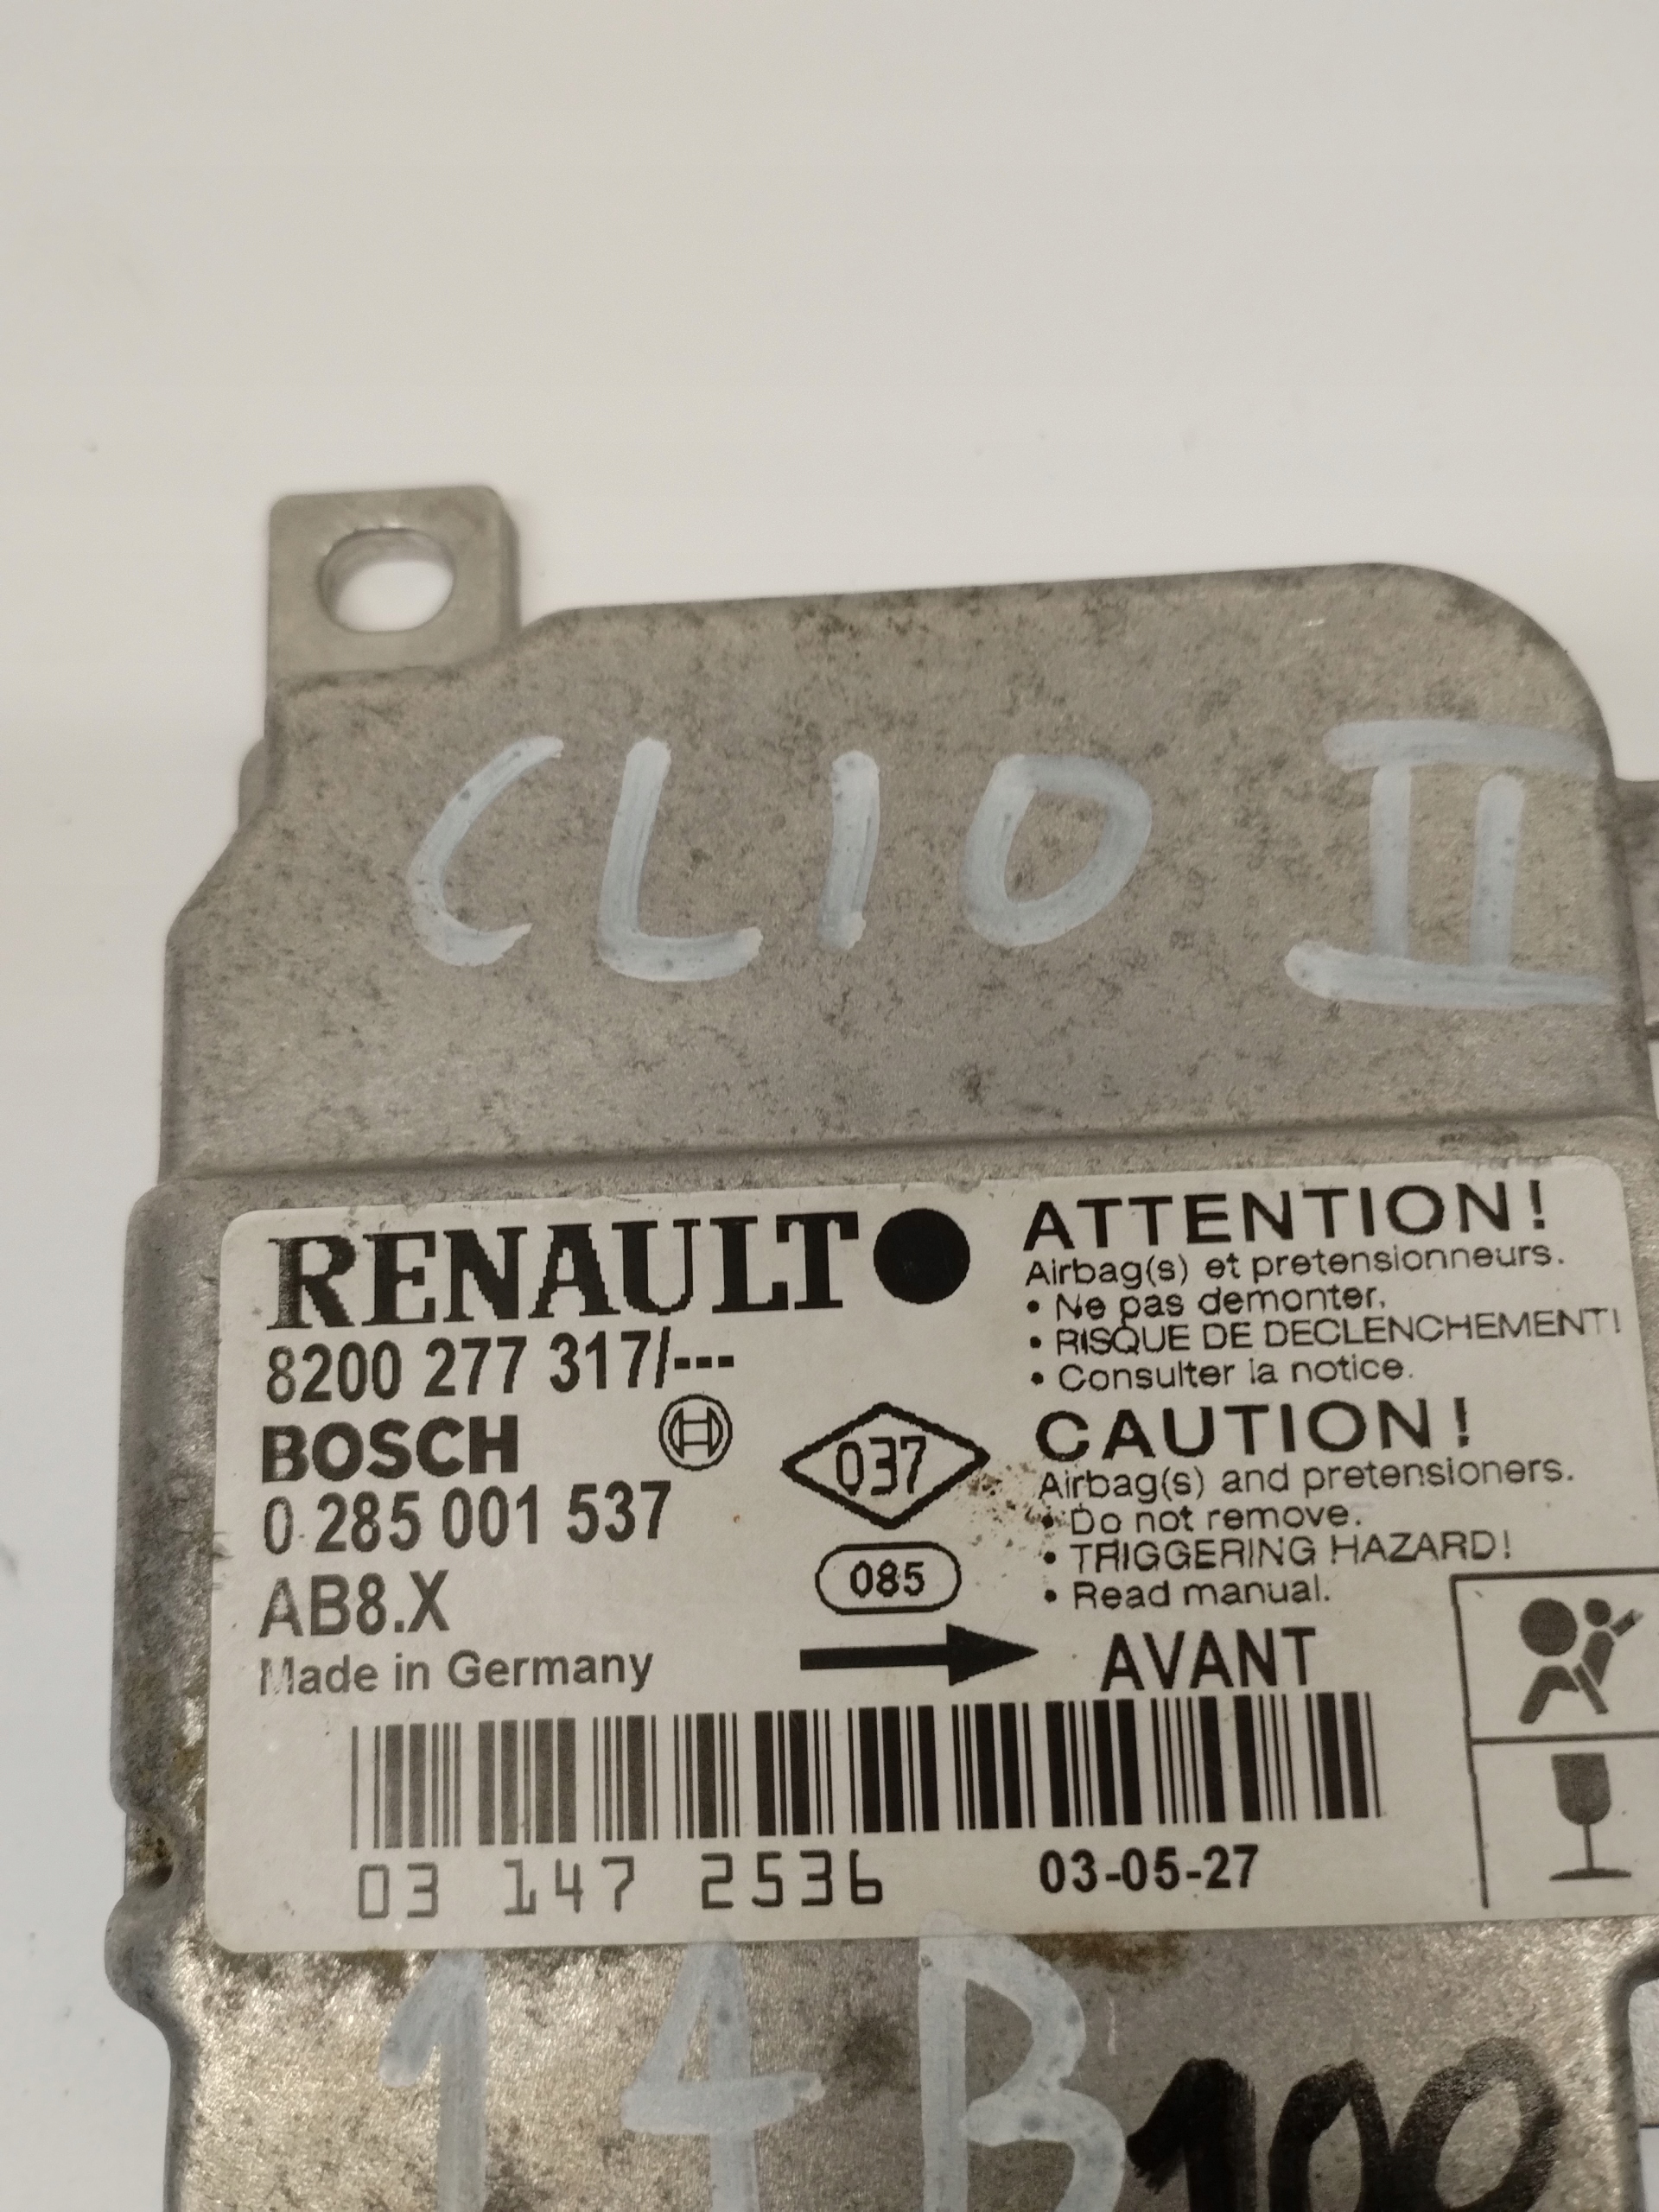 CLIO II
RENAULT
8200 277 317/---
BOSCH
0 285 001 537
AB8.X
Made in Germany
037
085
ATTENTION!
Airbag(s) et pretensionneurs.
• Ne pas demonter.
• RISQUE DE DECLENCHEMENT!
• Consulter la notice.
CAUTION!
Airbag(s) and pretensioners.
• Do not remove.
• TRIGGERING HAZARD!
• Read manual.
AVANT
03 147 2536
03-05-27
14B
100